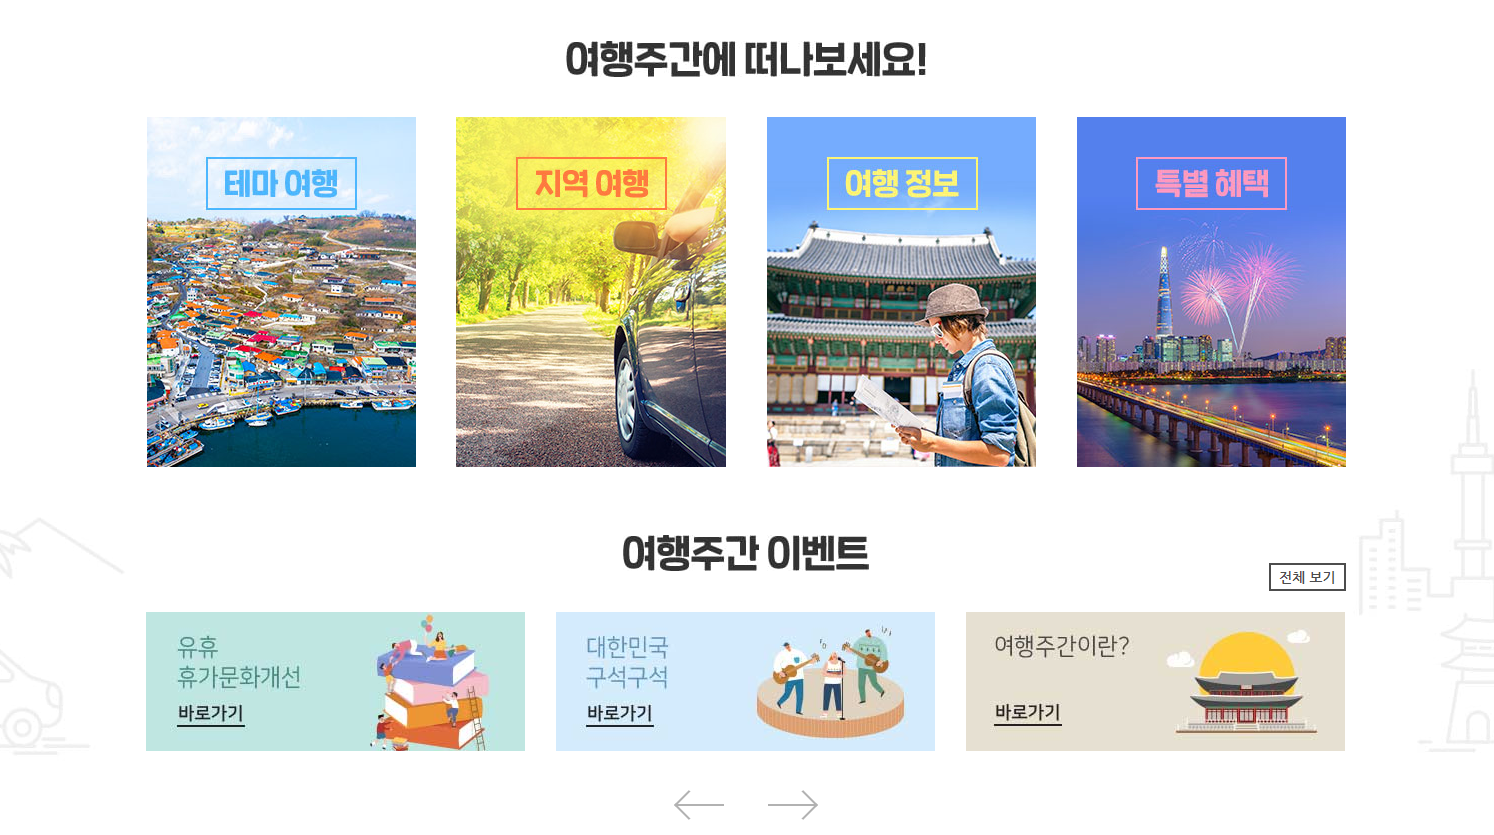 여행주간에 떠나보세요!
테마 여행
지역 여행
여행 정보
특별 혜택
여행주간 이벤트
전체 보기
유휴
휴가문화개선
바로가기
대한민국
구석구석
바로가기
여행주간이란?
바로가기